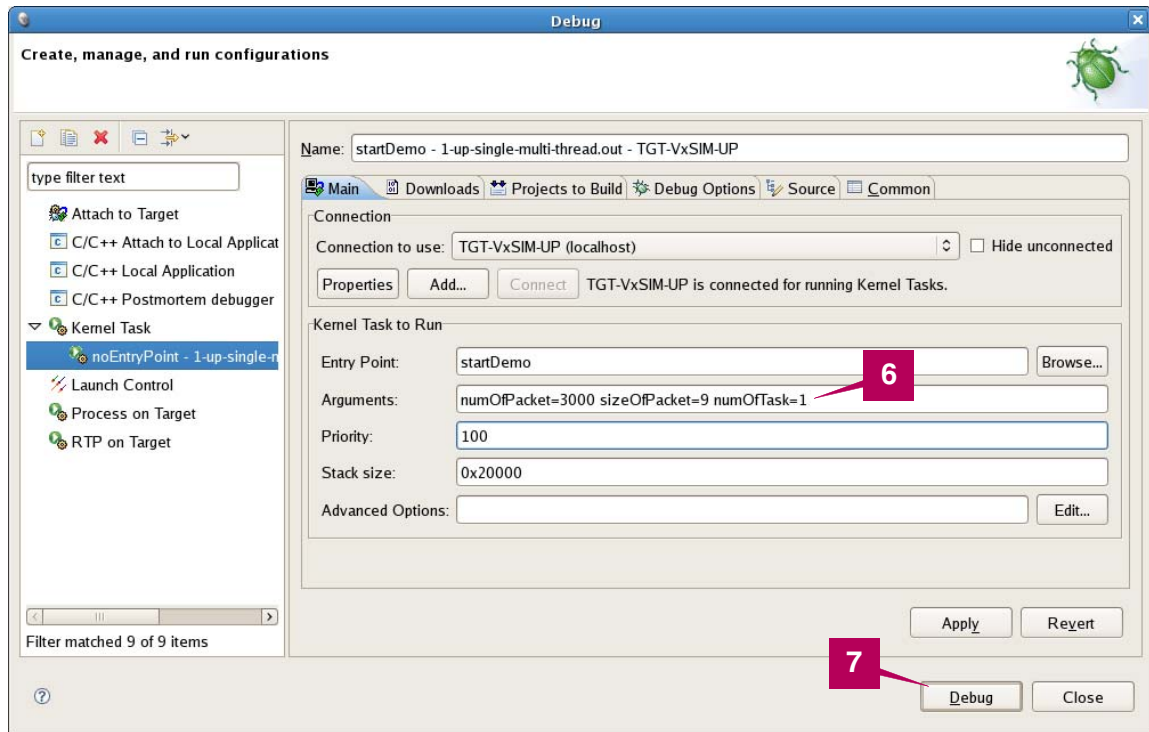 Debug
Create, manage, and run configurations
type filter text
Attach to Target
C/C++ Attach to Local Applicat
C/C++ Local Application
C/C++ Postmortem debugger
Kernel Task
noEntryPoint - 1-up-single-n
Launch Control
Process on Target
RTP on Target
Filter matched 9 of 9 items
Name: startDemo - 1-up-single-multi-thread.out - TGT-VxSIM-UP
Main Downloads Projects to Build Debug Options Source Common
Connection
Connection to use: TGT-VxSIM-UP (localhost) Hide unconnected
Properties Add... Connect TGT-VxSIM-UP is connected for running Kernel Tasks.
Kernel Task to Run
Entry Point: startDemo Browse...
6
Arguments: numOfPacket=3000 sizeOfPacket=9 numOfTask=1
Priority: 100
Stack size: 0x20000
Advanced Options: Edit...
Apply Revert
7
Debug Close